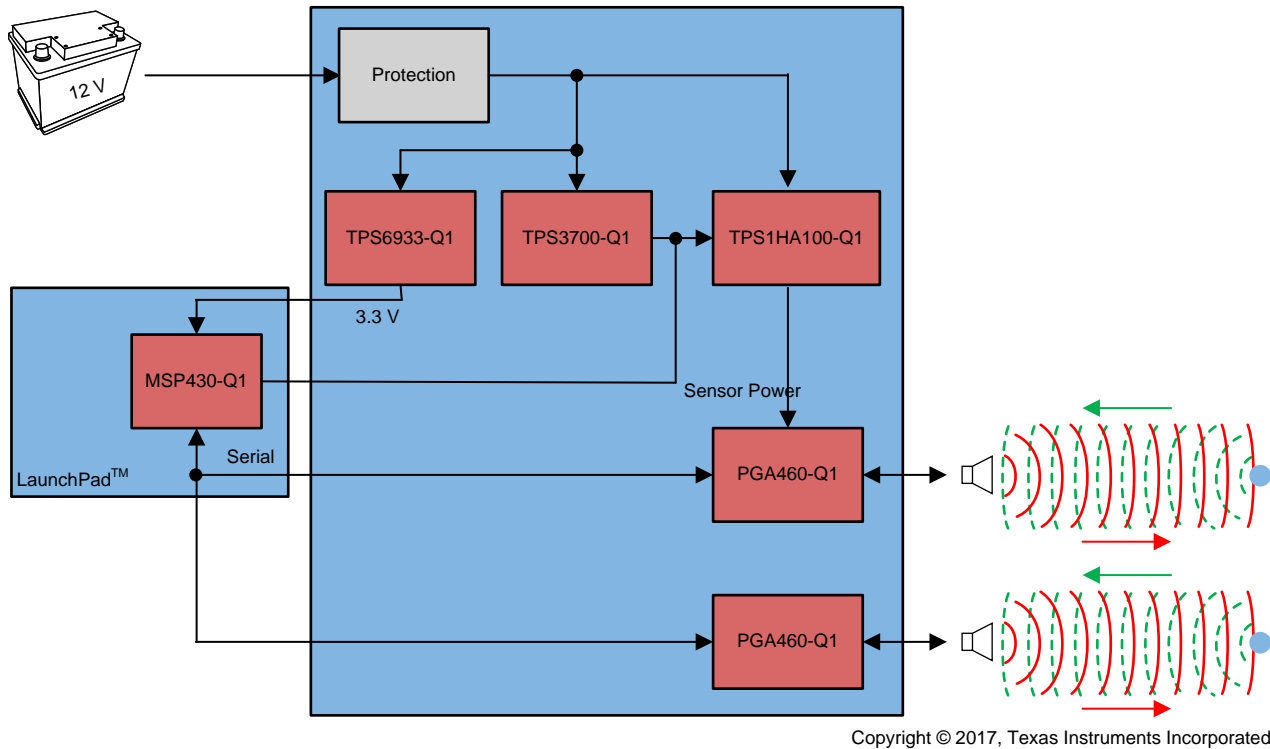 12 V
Protection
TPS6933-Q1
TPS3700-Q1
TPS1HA100-Q1
3.3 V
MSP430-Q1
Sensor Power
Serial
LaunchPad™
PGA460-Q1
PGA460-Q1
Copyright © 2017, Texas Instruments Incorporated